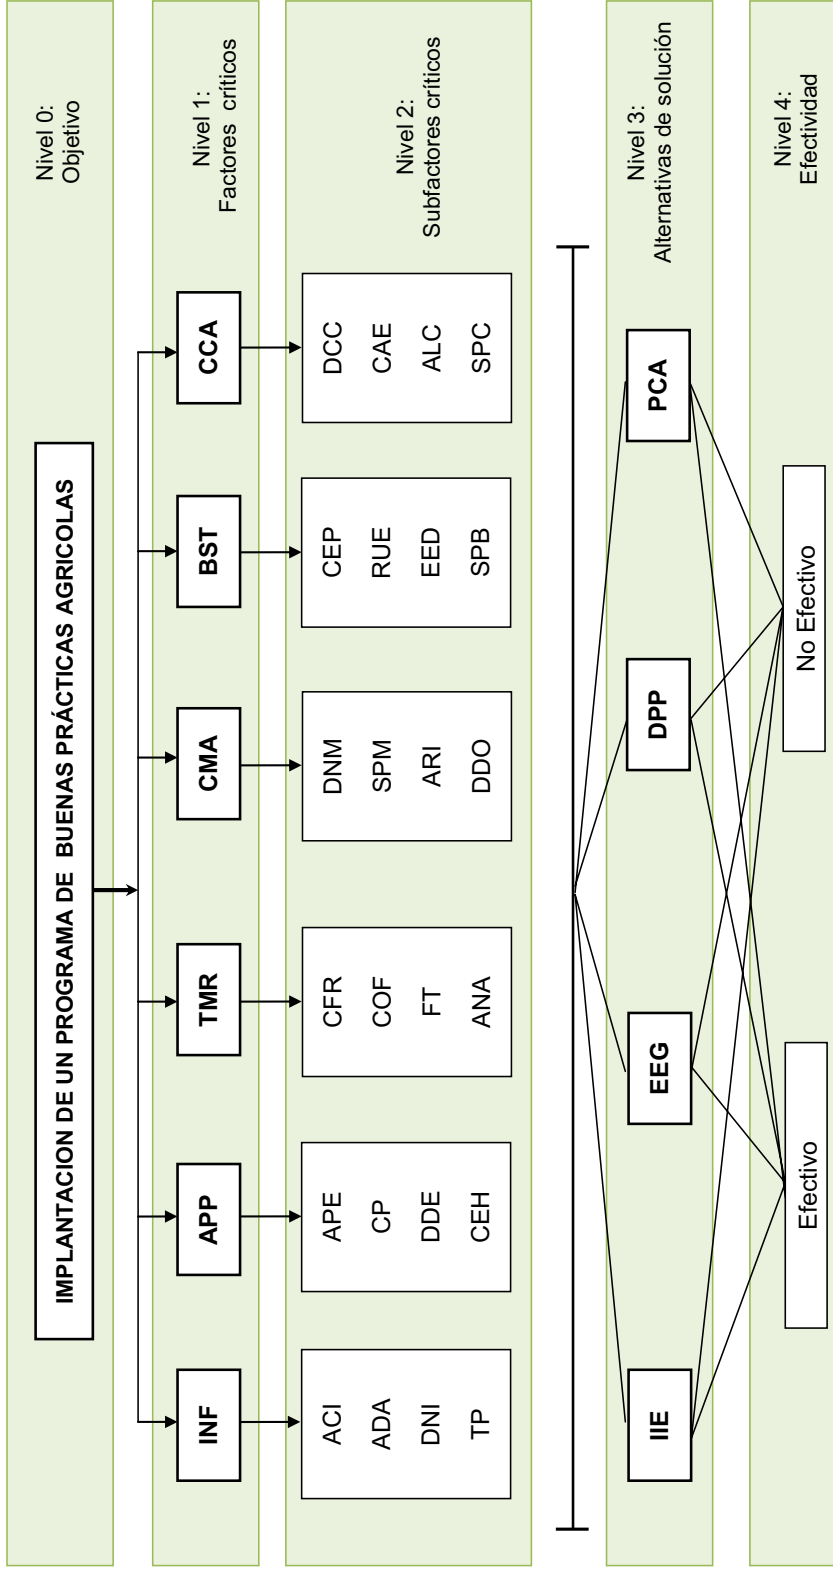 Nivel 0:
Objetivo
IMPLANTACION DE UN PROGRAMA DE BUENAS PRÁCTICAS AGRICOLAS
Nivel 1:
Factores críticos
INF
APP
TMR
CMA
BST
CCA
Nivel 2:
Subfactores críticos
ACI
ADA
DNI
TP
APE
CP
DDE
CEH
CFR
COF
FT
ANA
DNM
SPM
ARI
DDO
CEP
RUE
EED
SPB
DCC
CAE
ALC
SPC
Nivel 3:
Alternativas de solución
IIE
EEG
DPP
PCA
Nivel 4:
Efectividad
Efectivo
No Efectivo